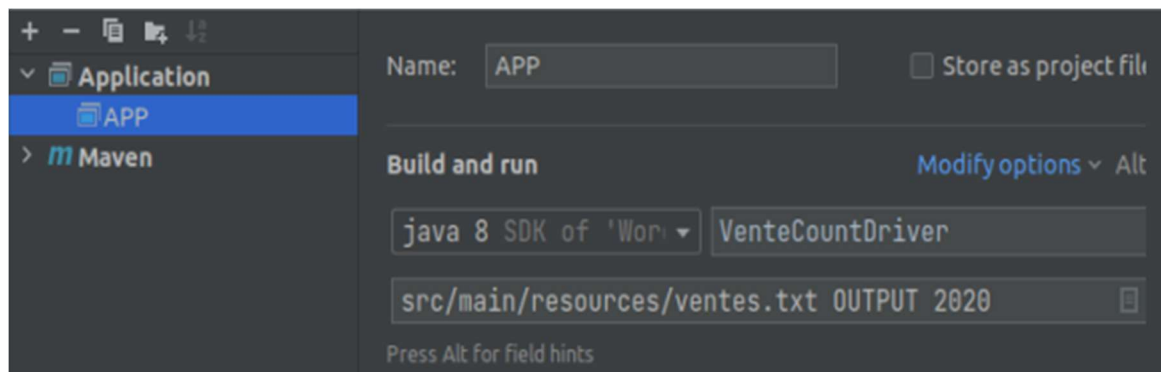 Application
APP
Maven
Name: APP Store as project file
Build and run Modify options Alt
java 8 SDK of 'Wor VenteCountDriver
src/main/resources/ventes.txt OUTPUT 2020
Press Alt for field hints